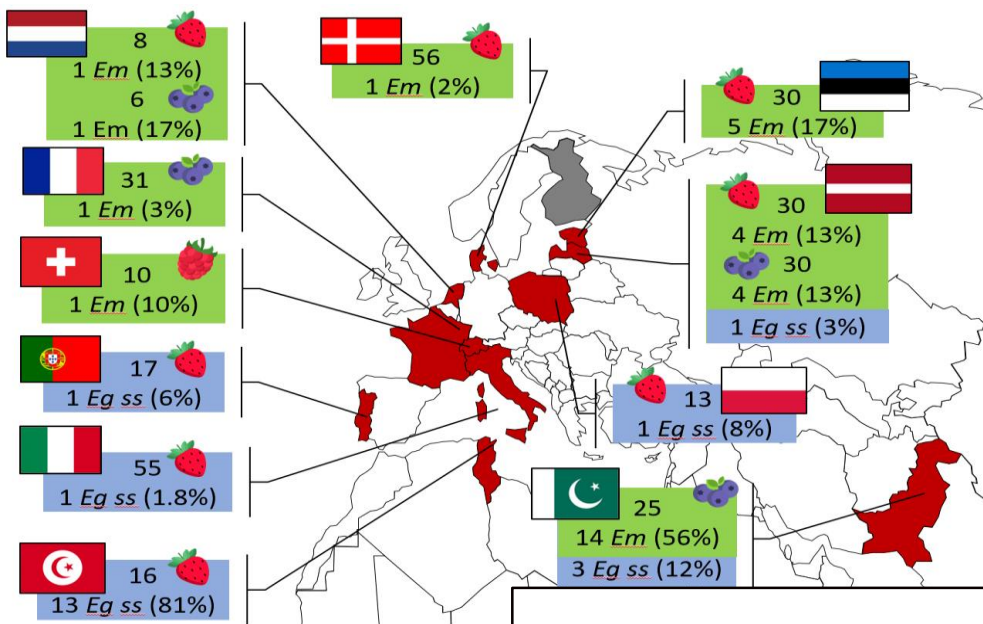 8
1 Em (13%)
6
1 Em (17%)
31
1 Em (3%)
10
1 Em (10%)
17
1 Eg ss (6%)
55
1 Eg ss (1.8%)
16
13 Eg ss (81%)
56
1 Em (2%)
30
5 Em (17%)
30
4 Em (13%)
30
4 Em (13%)
1 Eg ss (3%)
13
1 Eg ss (8%)
25
14 Em (56%)
3 Eg ss (12%)